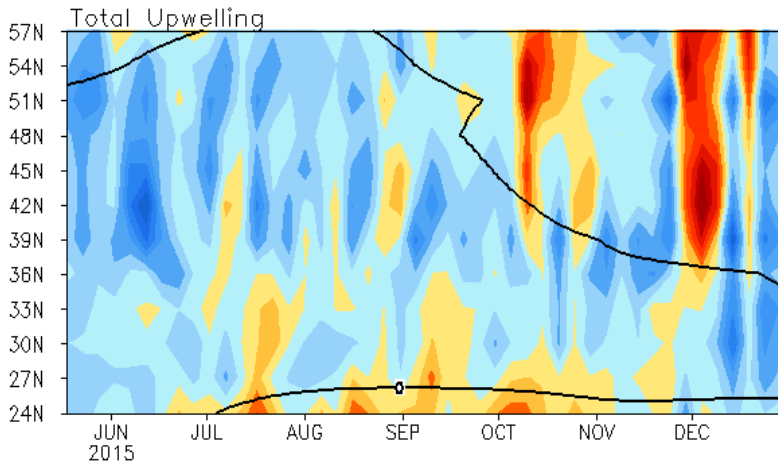 Total Upwelling
57N
54N
51N
48N
45N
42N
39N
36N
33N
30N
27N
24N
0
JUN JUL AUG SEP OCT NOV DEC
2015